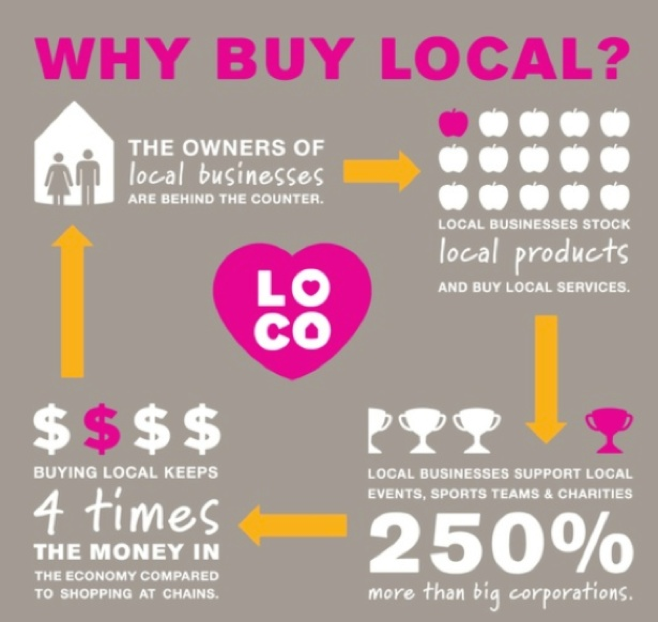 WHY BUY LOCAL?
THE OWNERS OF
local businesses
ARE BEHIND THE COUNTER.
LOCAL BUSINESSES STOCK
local products
AND BUY LOCAL SERVICES.
LO
CO
$ $ $ $
BUYING LOCAL KEEPS
4 times
THE MONEY IN
THE ECONOMY COMPARED
TO SHOPPING AT CHAINS.
LOCAL BUSINESSES SUPPORT LOCAL
EVENTS, SPORTS TEAMS & CHARITIES
250%
more than big corporations.